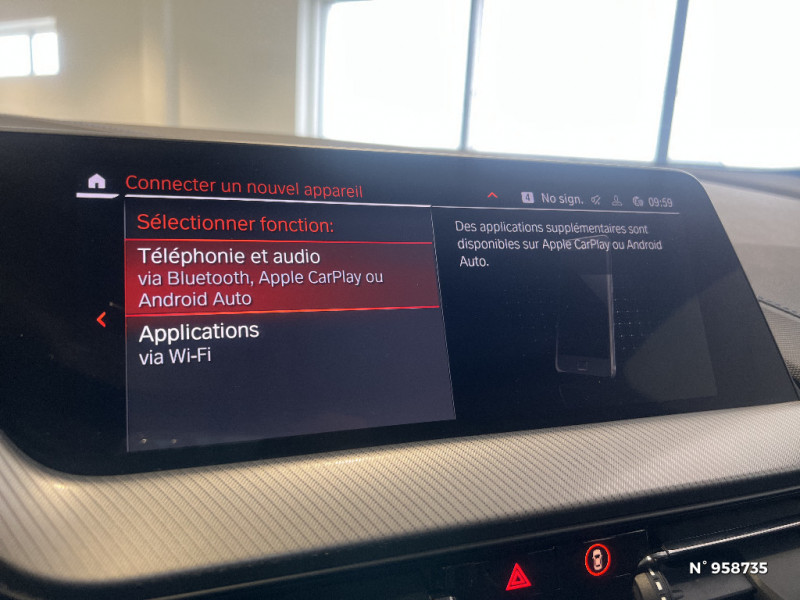 Connecter un nouvel appareil
4 No sign. 09:59
Sélectionner fonction:
Téléphonie et audio
via Bluetooth, Apple CarPlay ou
Android Auto
Applications
via Wi-Fi
Des applications supplémentaires sont
disponibles sur Apple CarPlay ou Android
Auto.
N° 958735